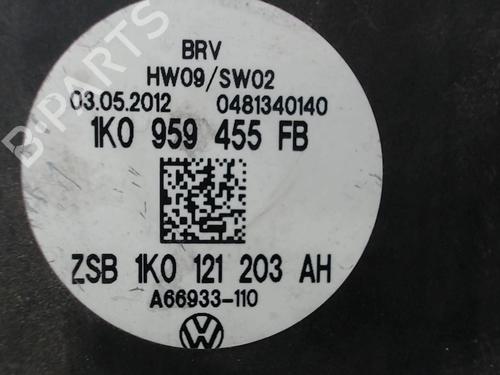 BRV
HW09/SW02
03.05.2012 0481340140
1K0 959 455 FB
ZSB 1K0 121 203 AH
A66933-110
B-PARTS